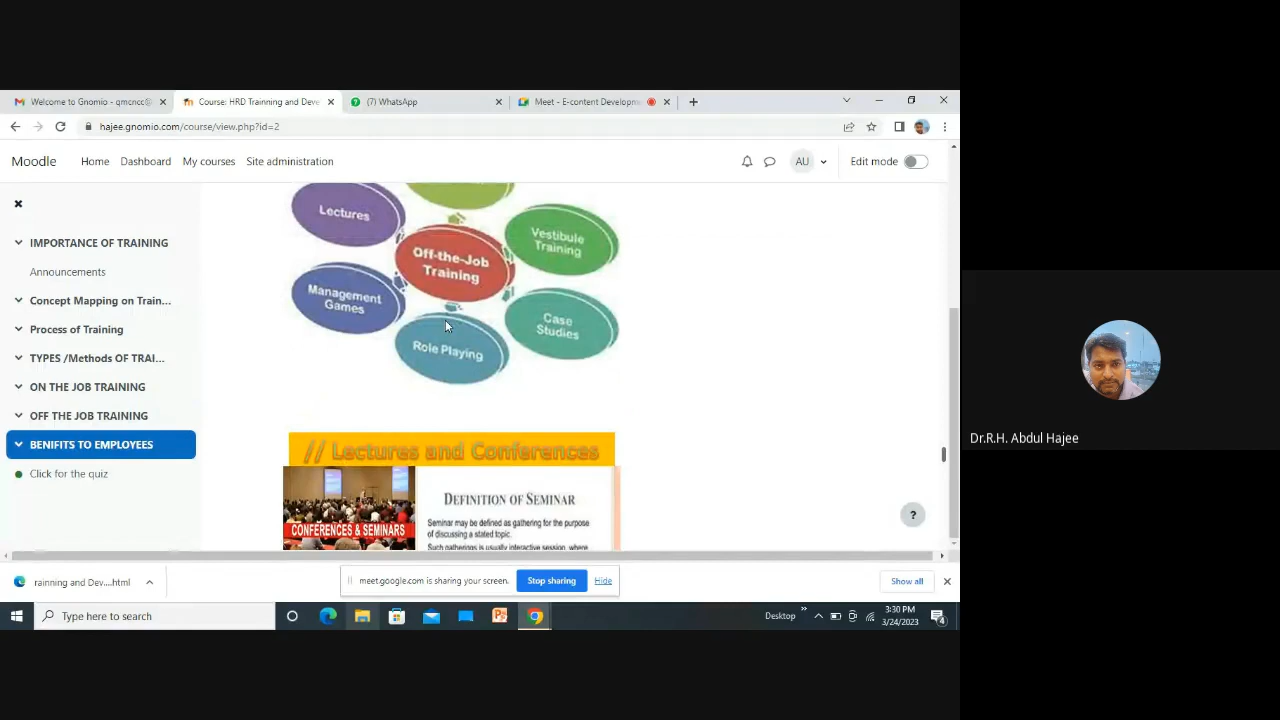 Welcome to Gnomio - qmcncc@
Course: HRD Trainning and Deve
(7) WhatsApp
Meet - E-content Developm
hajee.gnomio.com/course/view.php?id=2
Moodle
Home
Dashboard
My courses
Site administration
AU
Edit mode
IMPORTANCE OF TRAINING
Announcements
Concept Mapping on Train...
Process of Training
TYPES /Methods OF TRAI...
ON THE JOB TRAINING
OFF THE JOB TRAINING
BENIFITS TO EMPLOYEES
Click for the quiz
Lectures
Vestibule
Training
Off-the-Job
Training
Management
Games
Case
Studies
Role Playing
// Lectures and Conferences
CONFERENCES & SEMINARS
DEFINITION OF SEMINAR
Seminar may be defined as gathering for the purpose
of discussing a stated topic.
Such gatherings is usually interactive session, where
?
Dr.R.H. Abdul Hajee
rainning and Dev....html
meet.google.com is sharing your screen.
Stop sharing
Hide
Show all
Type here to search
Desktop
3:30 PM
3/24/2023
4